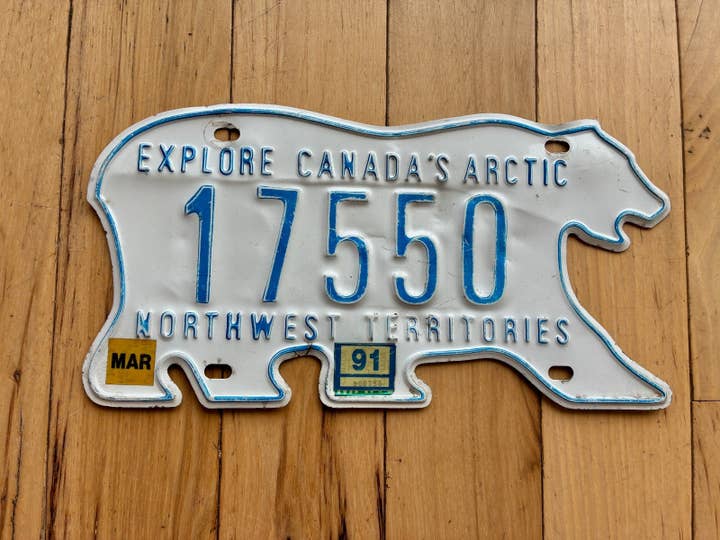 EXPLORE CANADA'S ARCTIC
17550
NORTHWEST TERRITORIES
MAR
91